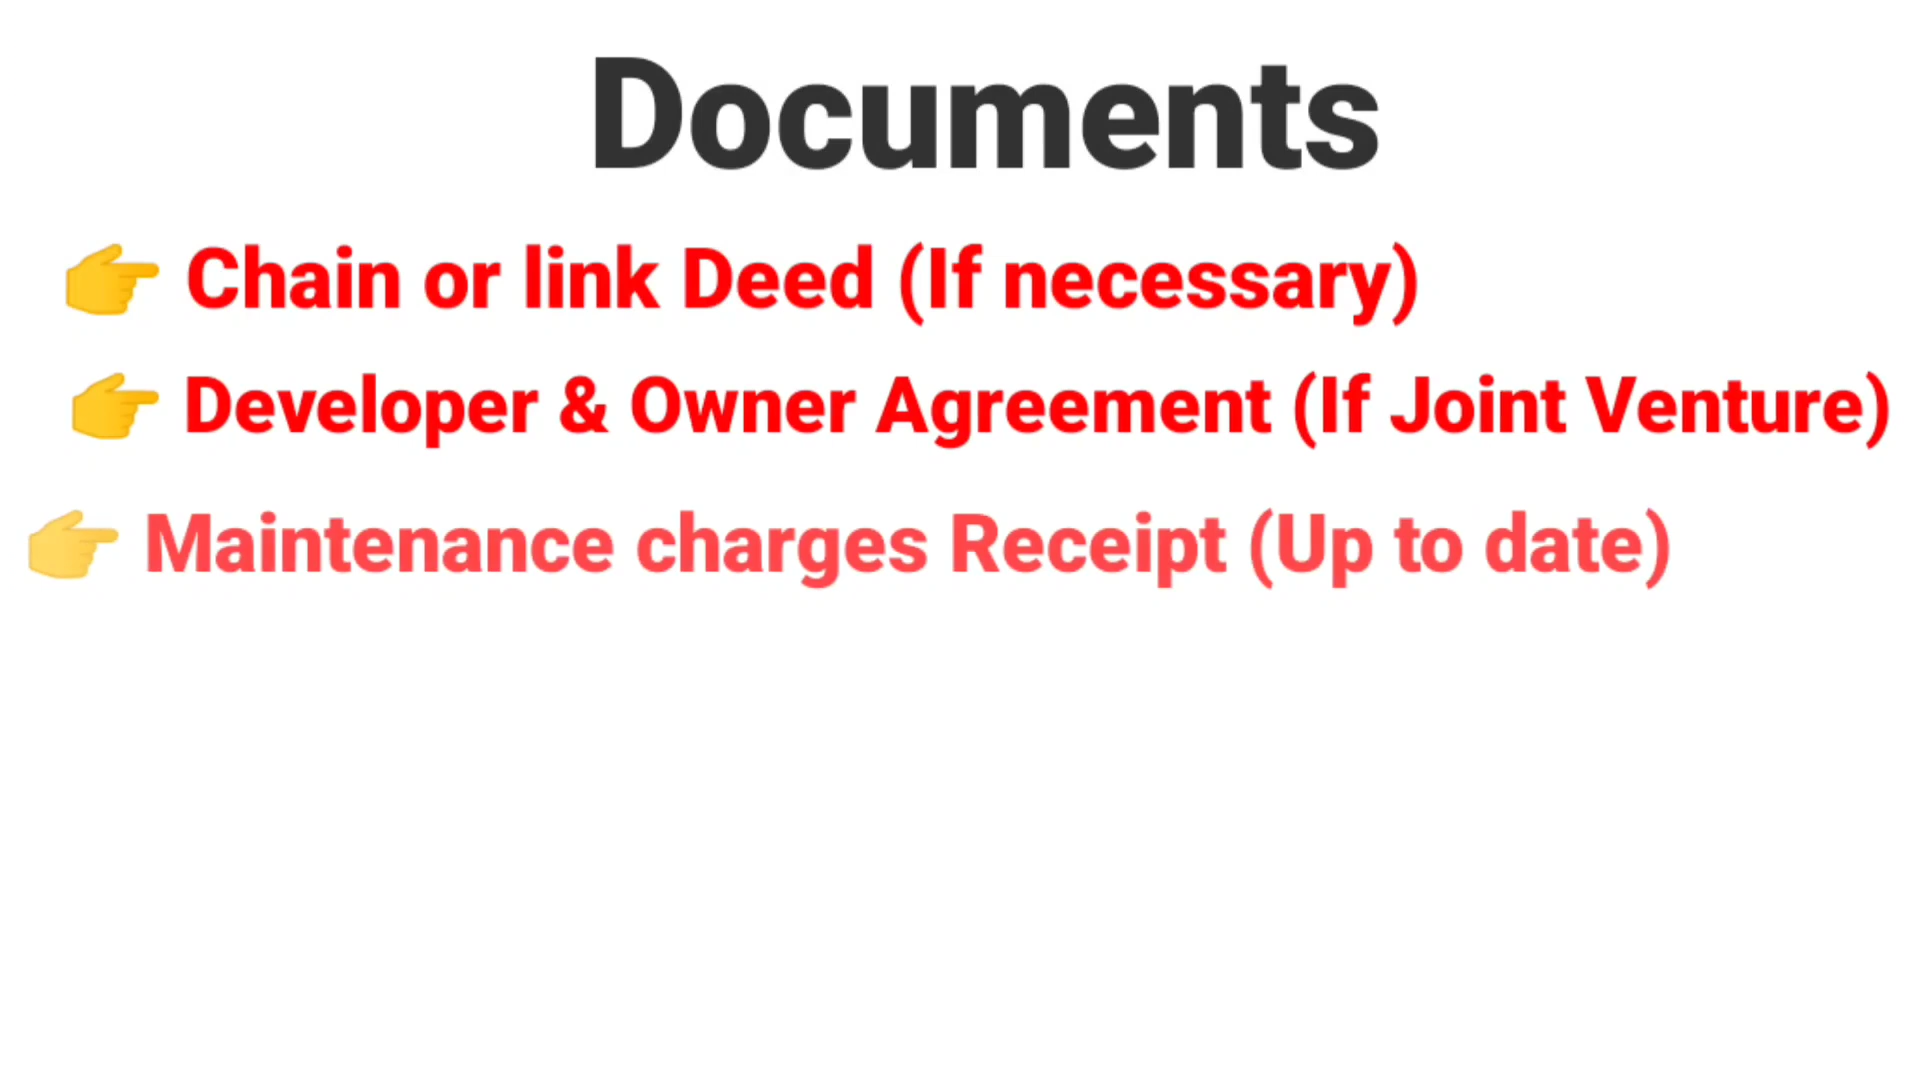 Documents
👉 Chain or link Deed (If necessary)
👉 Developer & Owner Agreement (If Joint Venture)
👉 Maintenance charges Receipt (Up to date)